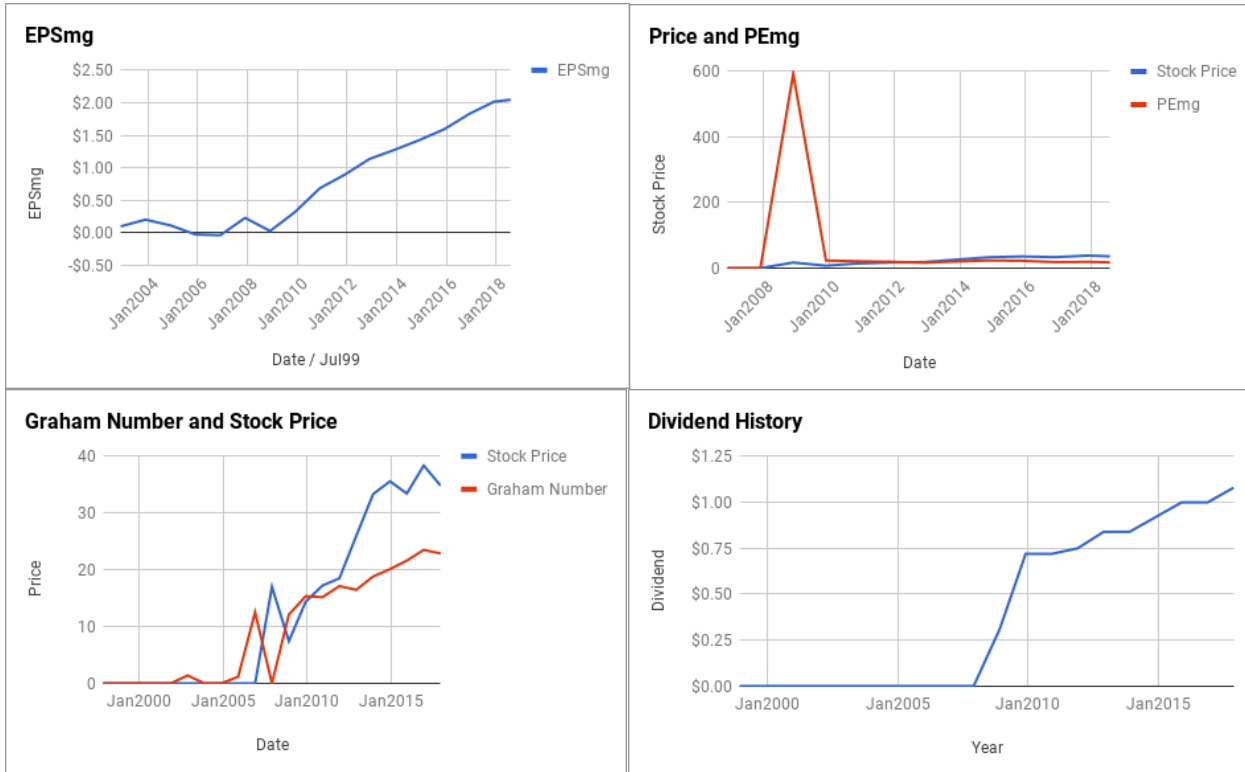 EPSmg
EPSmg
$2.50
$2.00
$1.50
$1.00
$0.50
$0.00
-$0.50
EPSmg
Jan2004
Jan2006
Jan2008
Jan2010
Jan2012
Jan2014
Jan2016
Jan2018
Date / Jul99
Price and PEmg
Stock Price
PEmg
600
400
200
0
Stock Price
Jan2008
Jan2010
Jan2012
Jan2014
Jan2016
Jan2018
Date
Graham Number and Stock Price
Stock Price
Graham Number
40
30
20
10
0
Price
Jan2000
Jan2005
Jan2010
Jan2015
Date
Dividend History
$1.25
$1.00
$0.75
$0.50
$0.25
$0.00
Dividend
Jan2000
Jan2005
Jan2010
Jan2015
Year